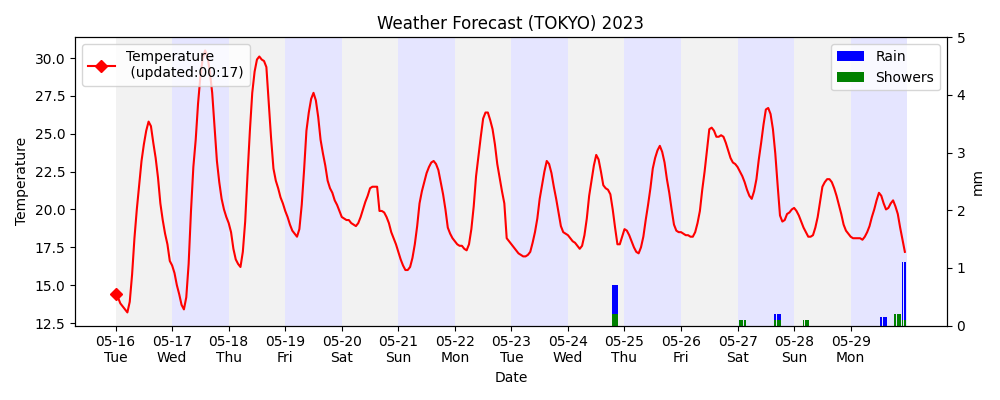 Weather Forecast (TOKYO) 2023
Temperature
(updated:00:17)
Rain
Showers
30.0
27.5
25.0
22.5
20.0
17.5
15.0
12.5
Temperature
5
4
3
2
1
0
mm
05-16 05-17 05-18 05-19 05-20 05-21 05-22 05-23 05-24 05-25 05-26 05-27 05-28 05-29
Tue Wed Thu Fri Sat Sun Mon Tue Wed Thu Fri Sat Sun Mon
Date